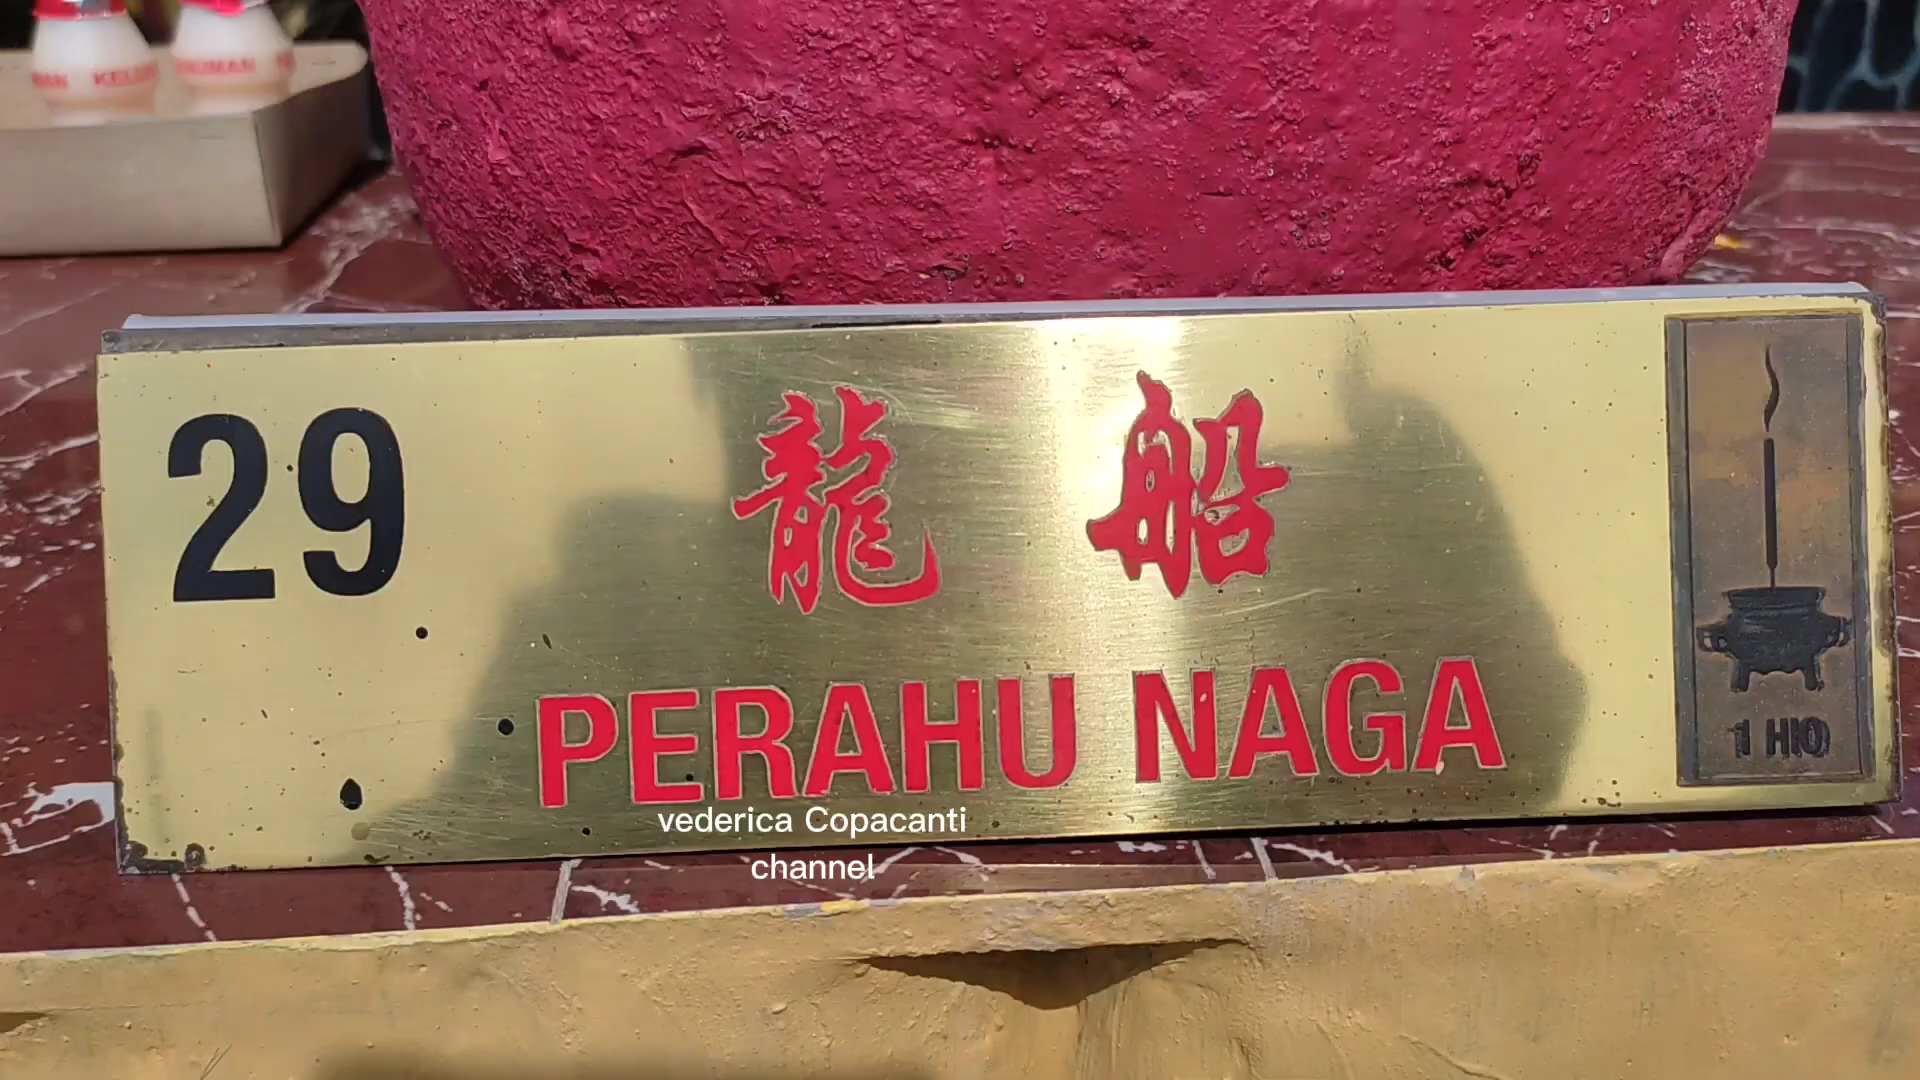 29
龍船
PERAHU NAGA
1 HIO
vederica Copacanti
channel